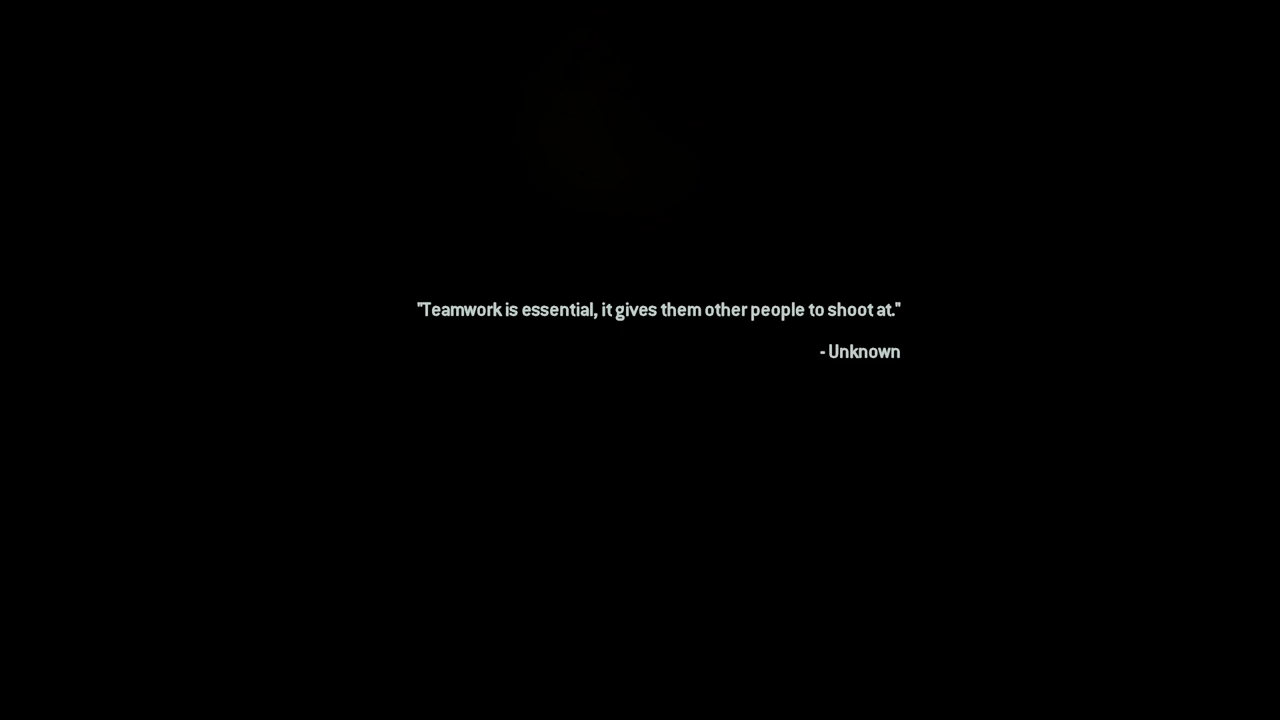 "Teamwork is essential, it gives them other people to shoot at."
- Unknown